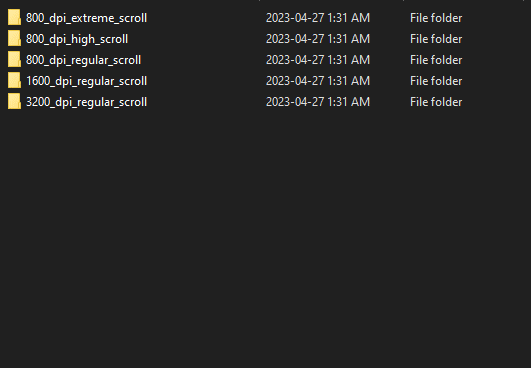 800_dpi_extreme_scroll 2023-04-27 1:31 AM File folder
800_dpi_high_scroll 2023-04-27 1:31 AM File folder
800_dpi_regular_scroll 2023-04-27 1:31 AM File folder
1600_dpi_regular_scroll 2023-04-27 1:31 AM File folder
3200_dpi_regular_scroll 2023-04-27 1:31 AM File folder